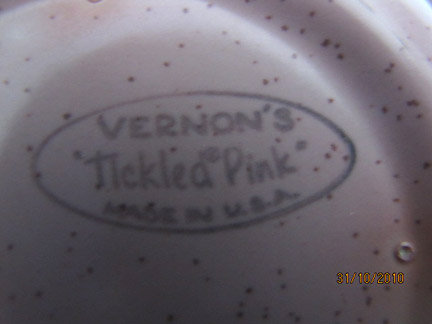 VERNON'S
"Tickled Pink"
MADE IN U.S.A.
31/10/2010